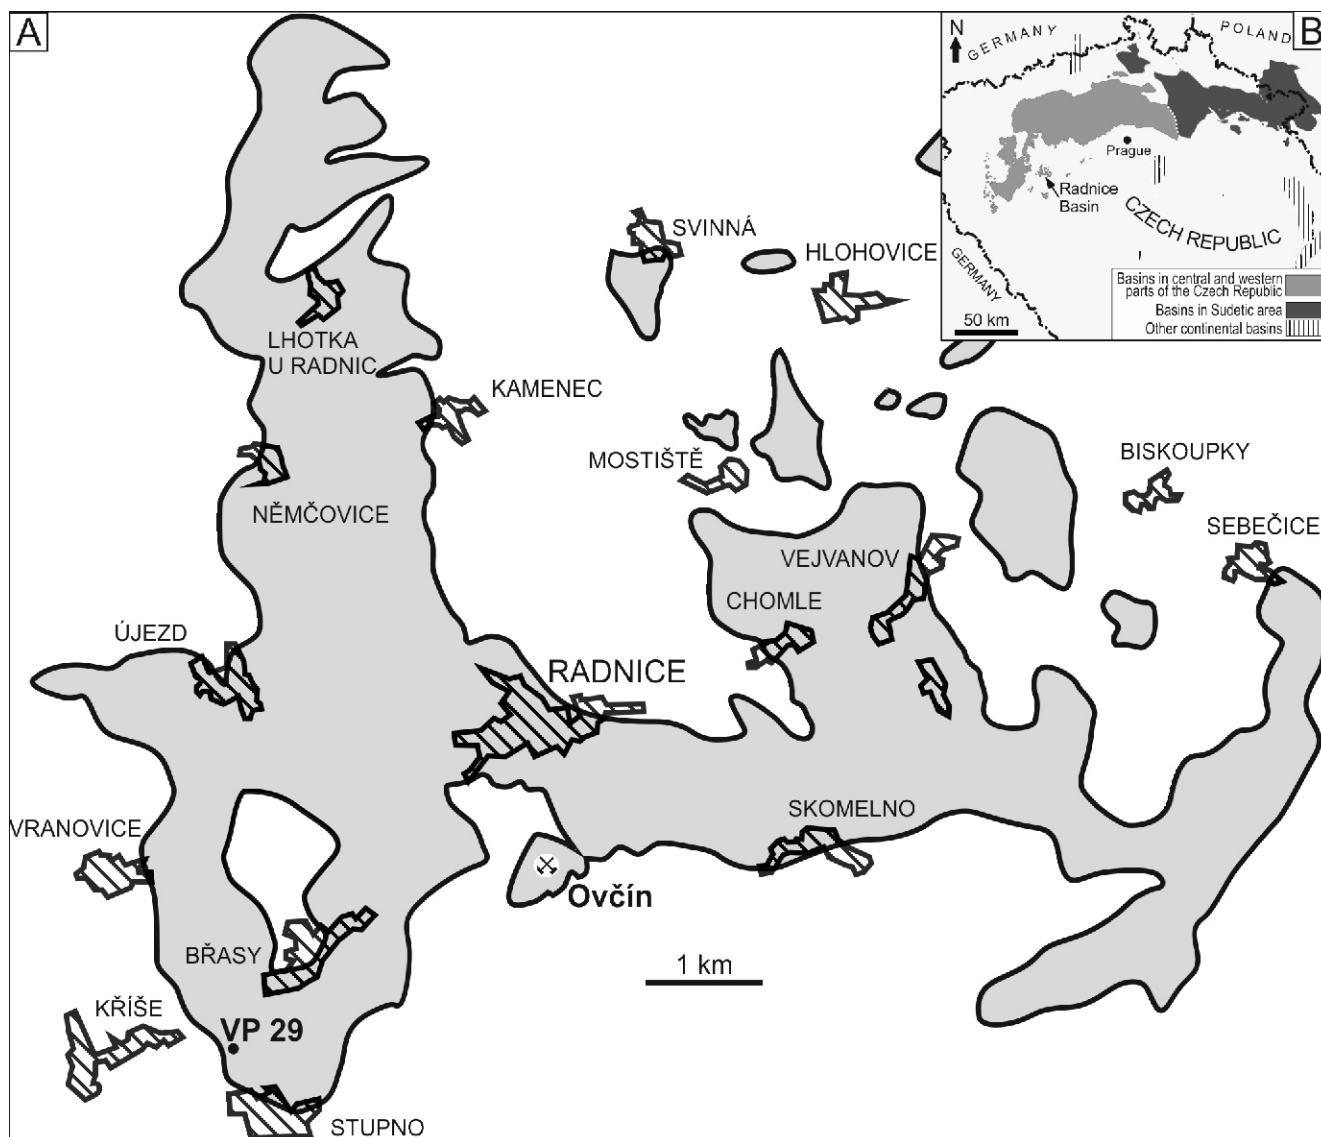 A
B
N
GERMANY
POLAND
Prague
Radnice
Basin
CZECH REPUBLIC
GERMANY
Basins in central and western
parts of the Czech Republic
Basins in Sudetic area
Other continental basins
50 km
SVINNÁ
HLOHOVICE
LHOTKA
U RADNIC
KAMENEC
MOSTIŠTĚ
BISKOUPKY
NĚMČOVICE
SEBEČICE
VEJVANOV
CHOMLE
ÚJEZD
RADNICE
SKOMELNO
VRANOVICE
Ovčín
BŘASY
1 km
KŘÍŠE
VP 29
STUPNO